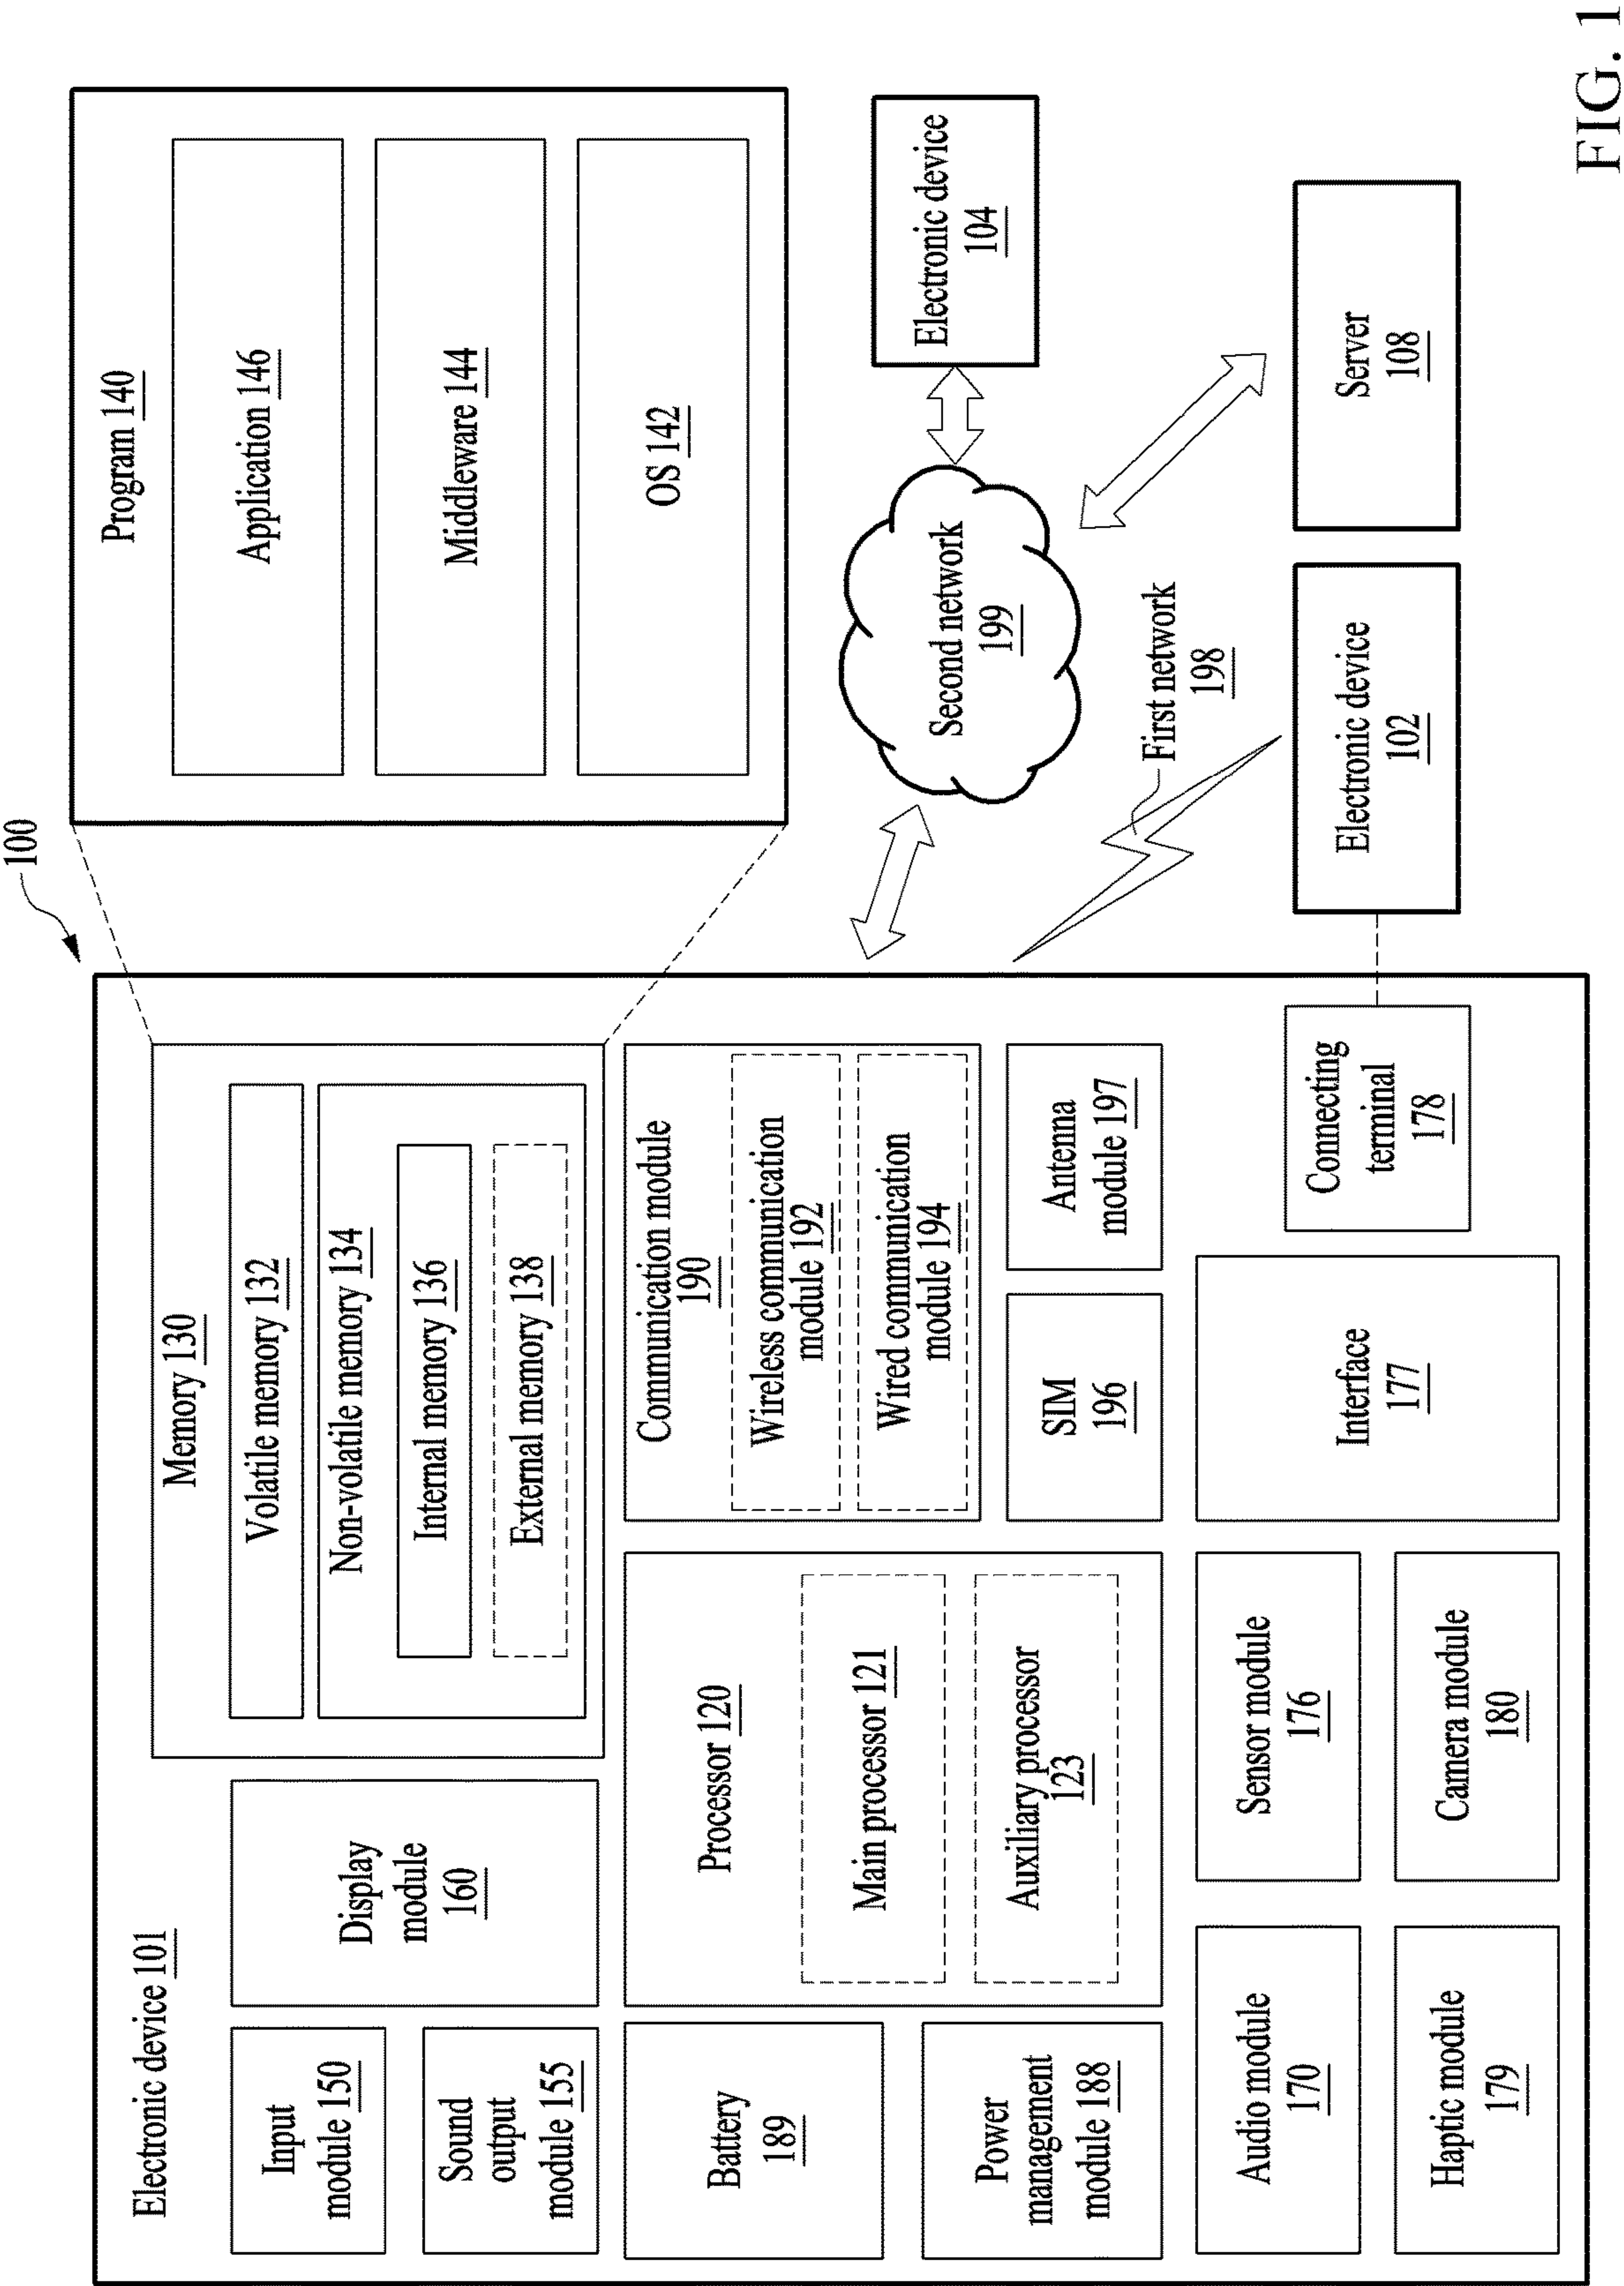 100
Electronic device 101
Input
module 150
Sound
output
module 155
Display
module
160
Memory 130
Volatile memory 132
Non-volatile memory 134
Internal memory 136
External memory 138
Program 140
Application 146
Middleware 144
OS 142
Battery
189
Power
management
module 188
Processor 120
Main processor 121
Auxiliary processor
123
Communication module
190
Wireless communication
module 192
Wired communication
module 194
SIM
196
Antenna
module 197
Second network
199
Electronic device
104
First network
198
Audio module
170
Sensor module
176
Interface
177
Connecting
terminal
178
Haptic module
179
Camera module
180
Electronic device
102
Server
108
FIG. 1